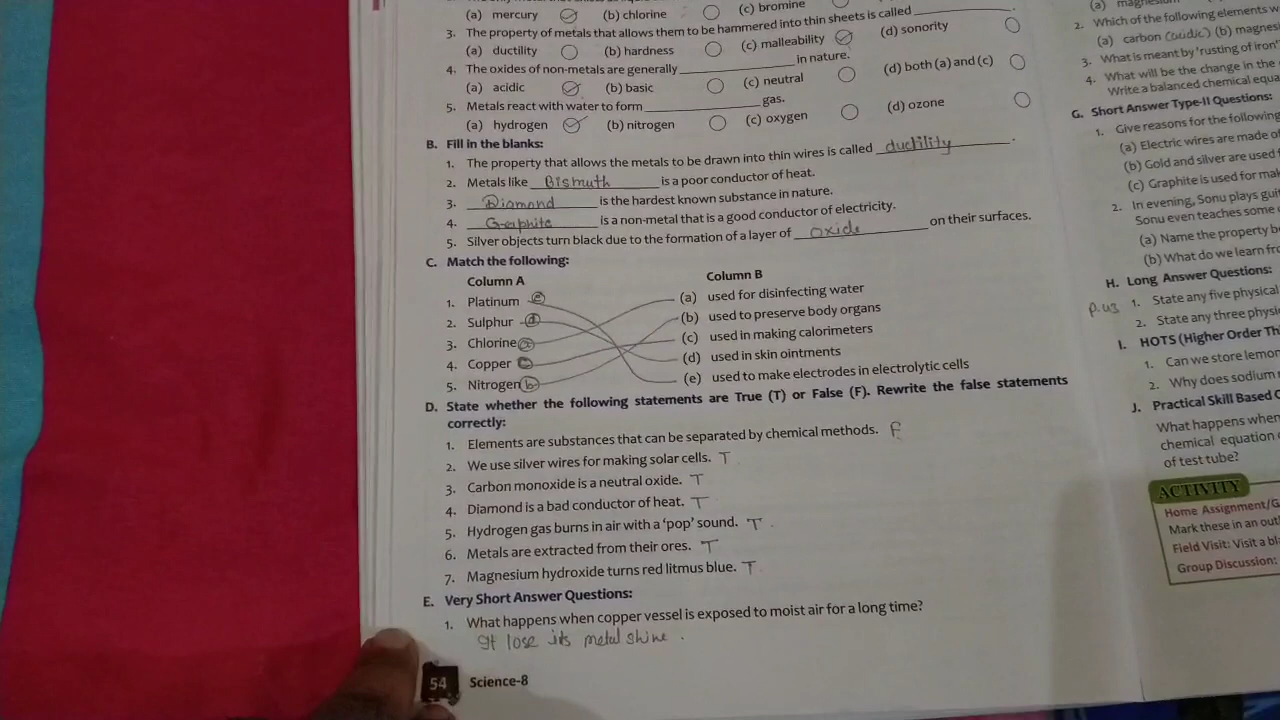 (a) mercury (b) chlorine (c) bromine
3. The property of metals that allows them to be hammered into thin sheets is called ____________.
(a) ductility (b) hardness (c) malleability (d) sonority
4. The oxides of non-metals are generally ____________ in nature.
(a) acidic (b) basic (c) neutral (d) both (a) and (c)
5. Metals react with water to form ____________ gas.
(a) hydrogen (b) nitrogen (c) oxygen (d) ozone
B. Fill in the blanks:
1. The property that allows the metals to be drawn into thin wires is called ductility.
2. Metals like Bismuth is a poor conductor of heat.
3. Diamond is the hardest known substance in nature.
4. Graphite is a non-metal that is a good conductor of electricity.
5. Silver objects turn black due to the formation of a layer of oxide on their surfaces.
C. Match the following:
Column A Column B
1. Platinum (e) (a) used for disinfecting water
2. Sulphur (d) (b) used to preserve body organs
3. Chlorine (a) (c) used in making calorimeters
4. Copper (c) (d) used in skin ointments
5. Nitrogen (b) (e) used to make electrodes in electrolytic cells
D. State whether the following statements are True (T) or False (F). Rewrite the false statements
correctly:
1. Elements are substances that can be separated by chemical methods. F
2. We use silver wires for making solar cells. T
3. Carbon monoxide is a neutral oxide. T
4. Diamond is a bad conductor of heat. T
5. Hydrogen gas burns in air with a 'pop' sound. T
6. Metals are extracted from their ores. T
7. Magnesium hydroxide turns red litmus blue. T
E. Very Short Answer Questions:
1. What happens when copper vessel is exposed to moist air for a long time?
It lose its metal shine.
54 Science-8
2. Which of the following elements
(a) carbon (acidic) (b)
3. What is meant by 'rusting of iron'
4. What will be the change in the
Write a balanced chemical
G. Short Answer Type-II Questions:
1. Give reasons for the following
(a) Electric wires are made of
(b) Gold and silver are used
(c) Graphite is used for
2. In evening, Sonu plays
Sonu even teaches some
(a) Name the property
(b) What do we learn
H. Long Answer Questions:
P.43 1. State any five physical
2. State any three
I. HOTS (Higher Order
1. Can we store
2. Why does sodium
J. Practical Skill Based
What happens when
chemical equation
of test tube?
ACTIVITY
Home Assignment/
Mark these in an
Field Visit: Visit a
Group Discussion: